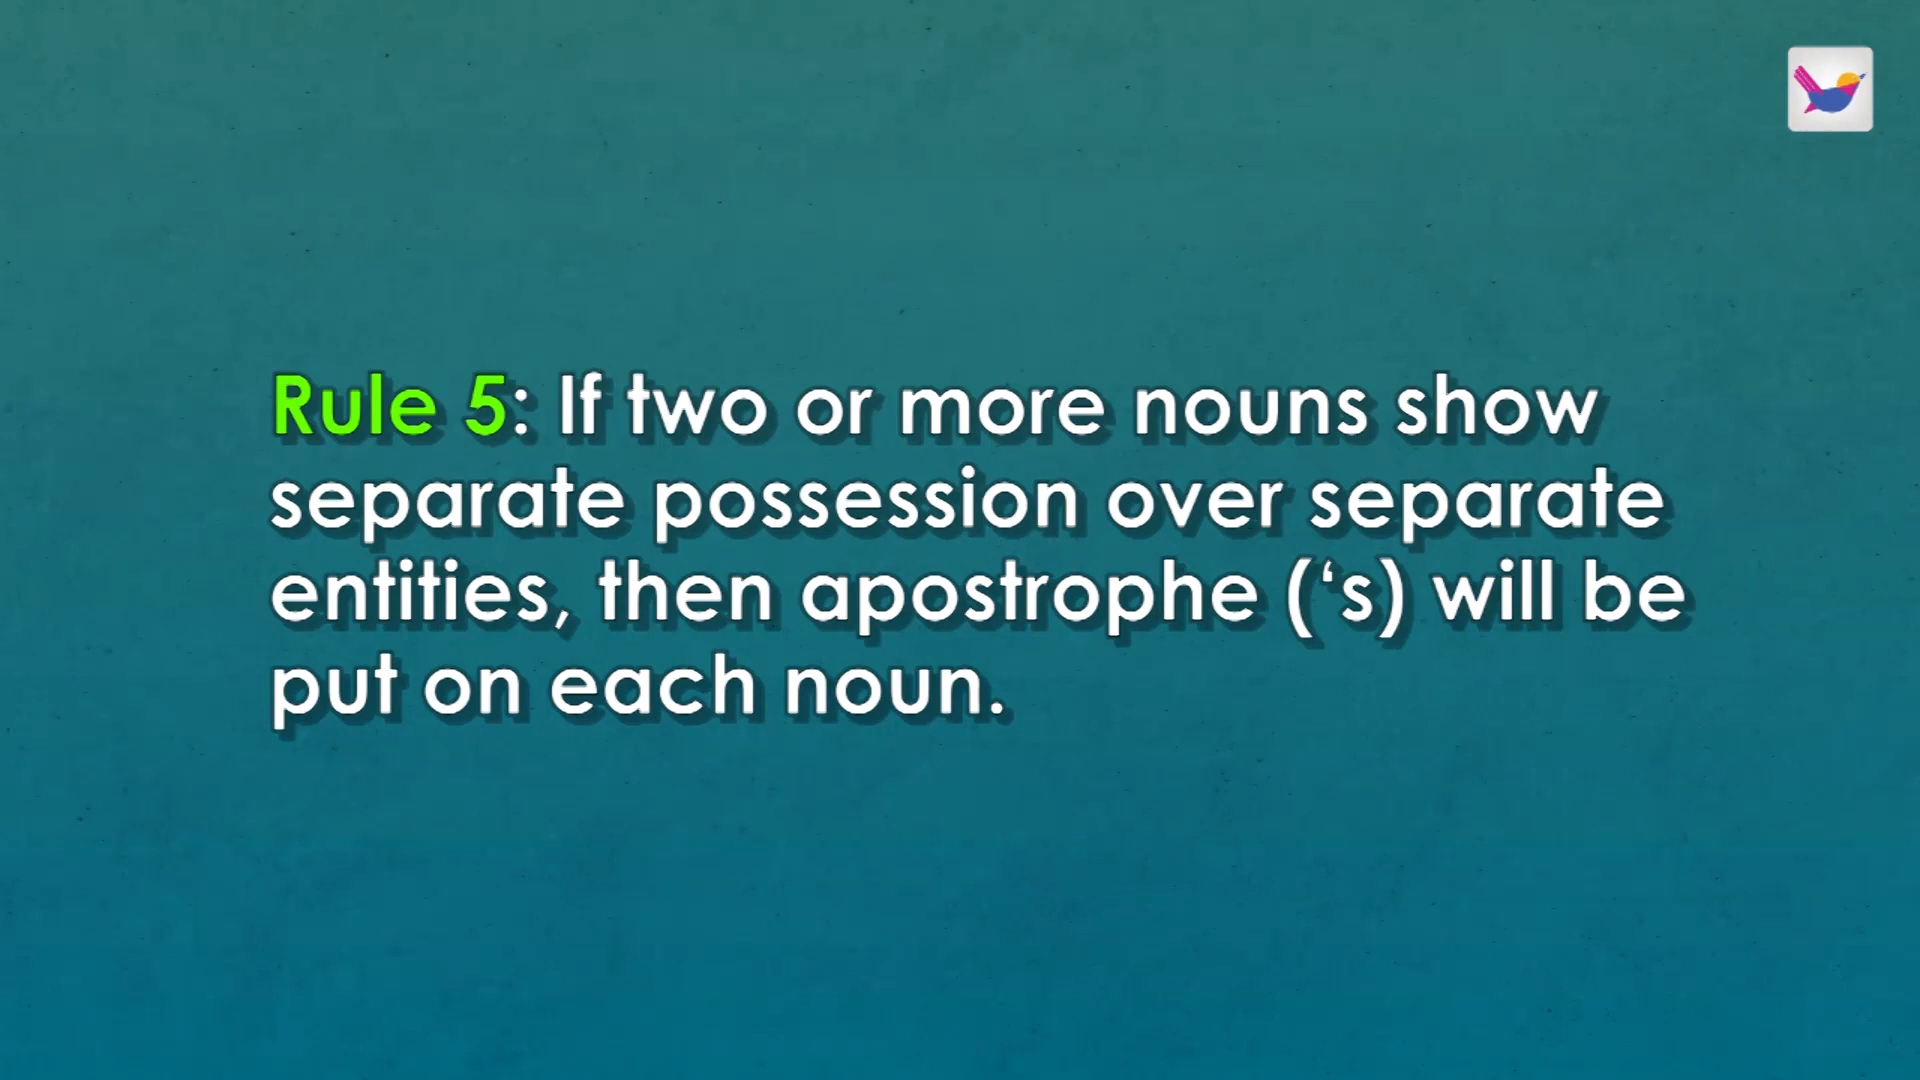 Rule 5: If two or more nouns show
separate possession over separate
entities, then apostrophe (‘s) will be
put on each noun.